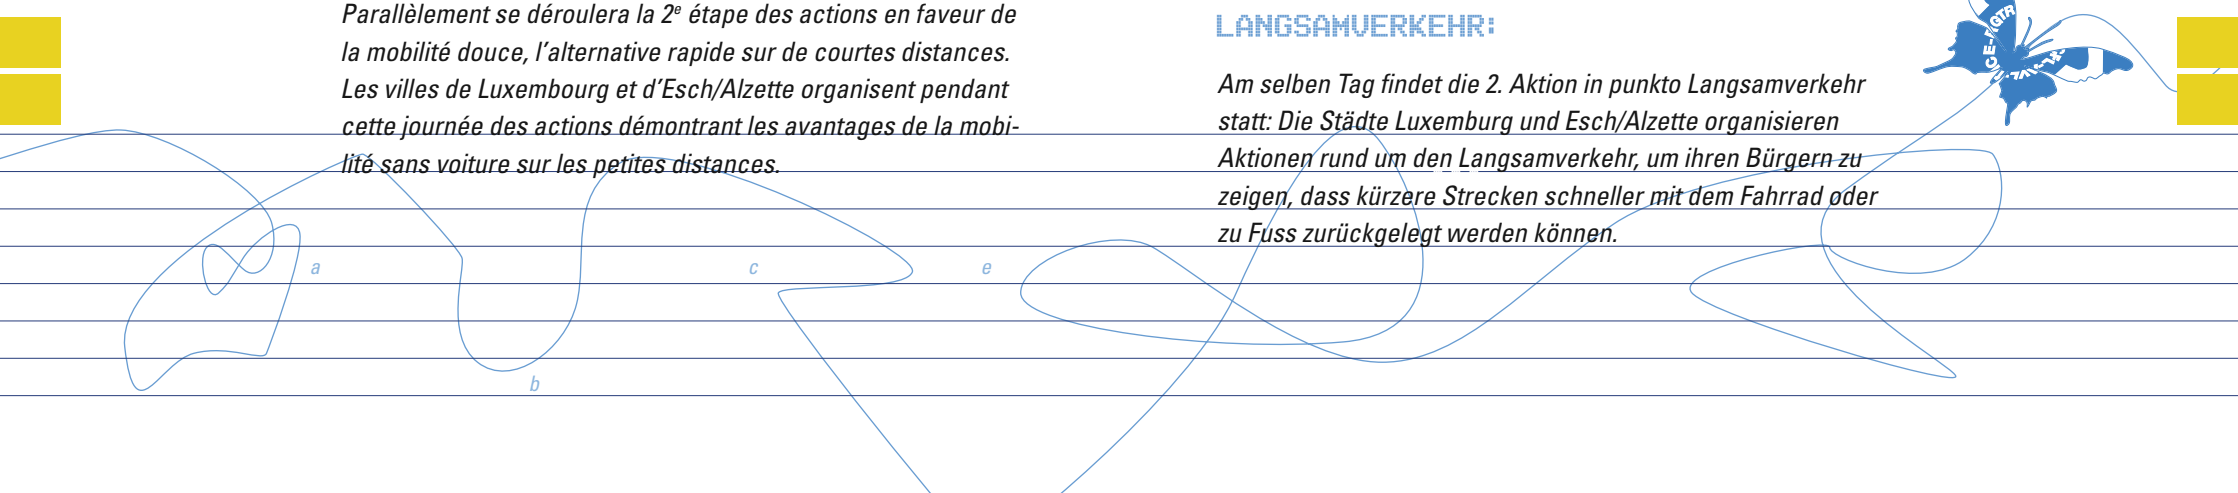 Parallèlement se déroulera la 2e étape des actions en faveur de
la mobilité douce, l’alternative rapide sur de courtes distances.
Les villes de Luxembourg et d’Esch/Alzette organisent pendant
cette journée des actions démontrant les avantages de la mobi-
lité sans voiture sur les petites distances.
LANGSAMVERKEHR:
Am selben Tag findet die 2. Aktion in punkto Langsamverkehr
statt: Die Städte Luxemburg und Esch/Alzette organisieren
Aktionen rund um den Langsamverkehr, um ihren Bürgern zu
zeigen, dass kürzere Strecken schneller mit dem Fahrrad oder
zu Fuss zurückgelegt werden können.
a
c
e
b